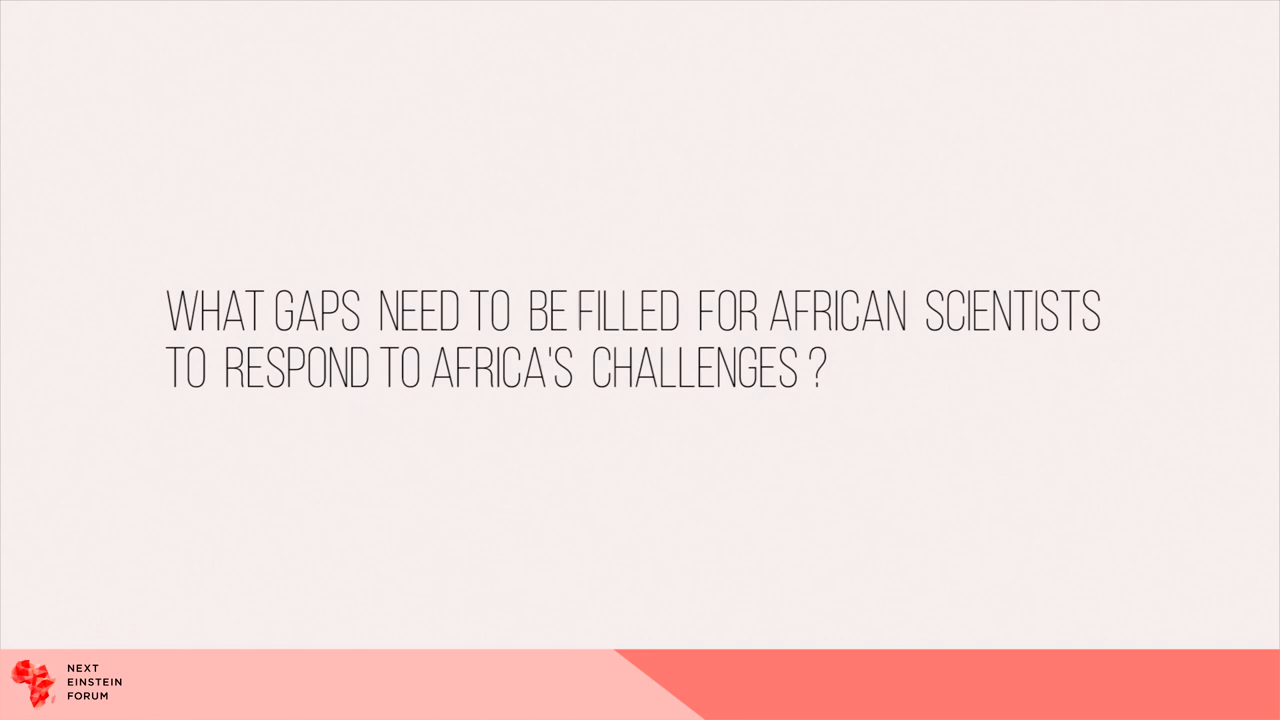 WHAT GAPS NEED TO BE FILLED FOR AFRICAN SCIENTISTS
TO RESPOND TO AFRICA'S CHALLENGES ?
NEXT
EINSTEIN
FORUM